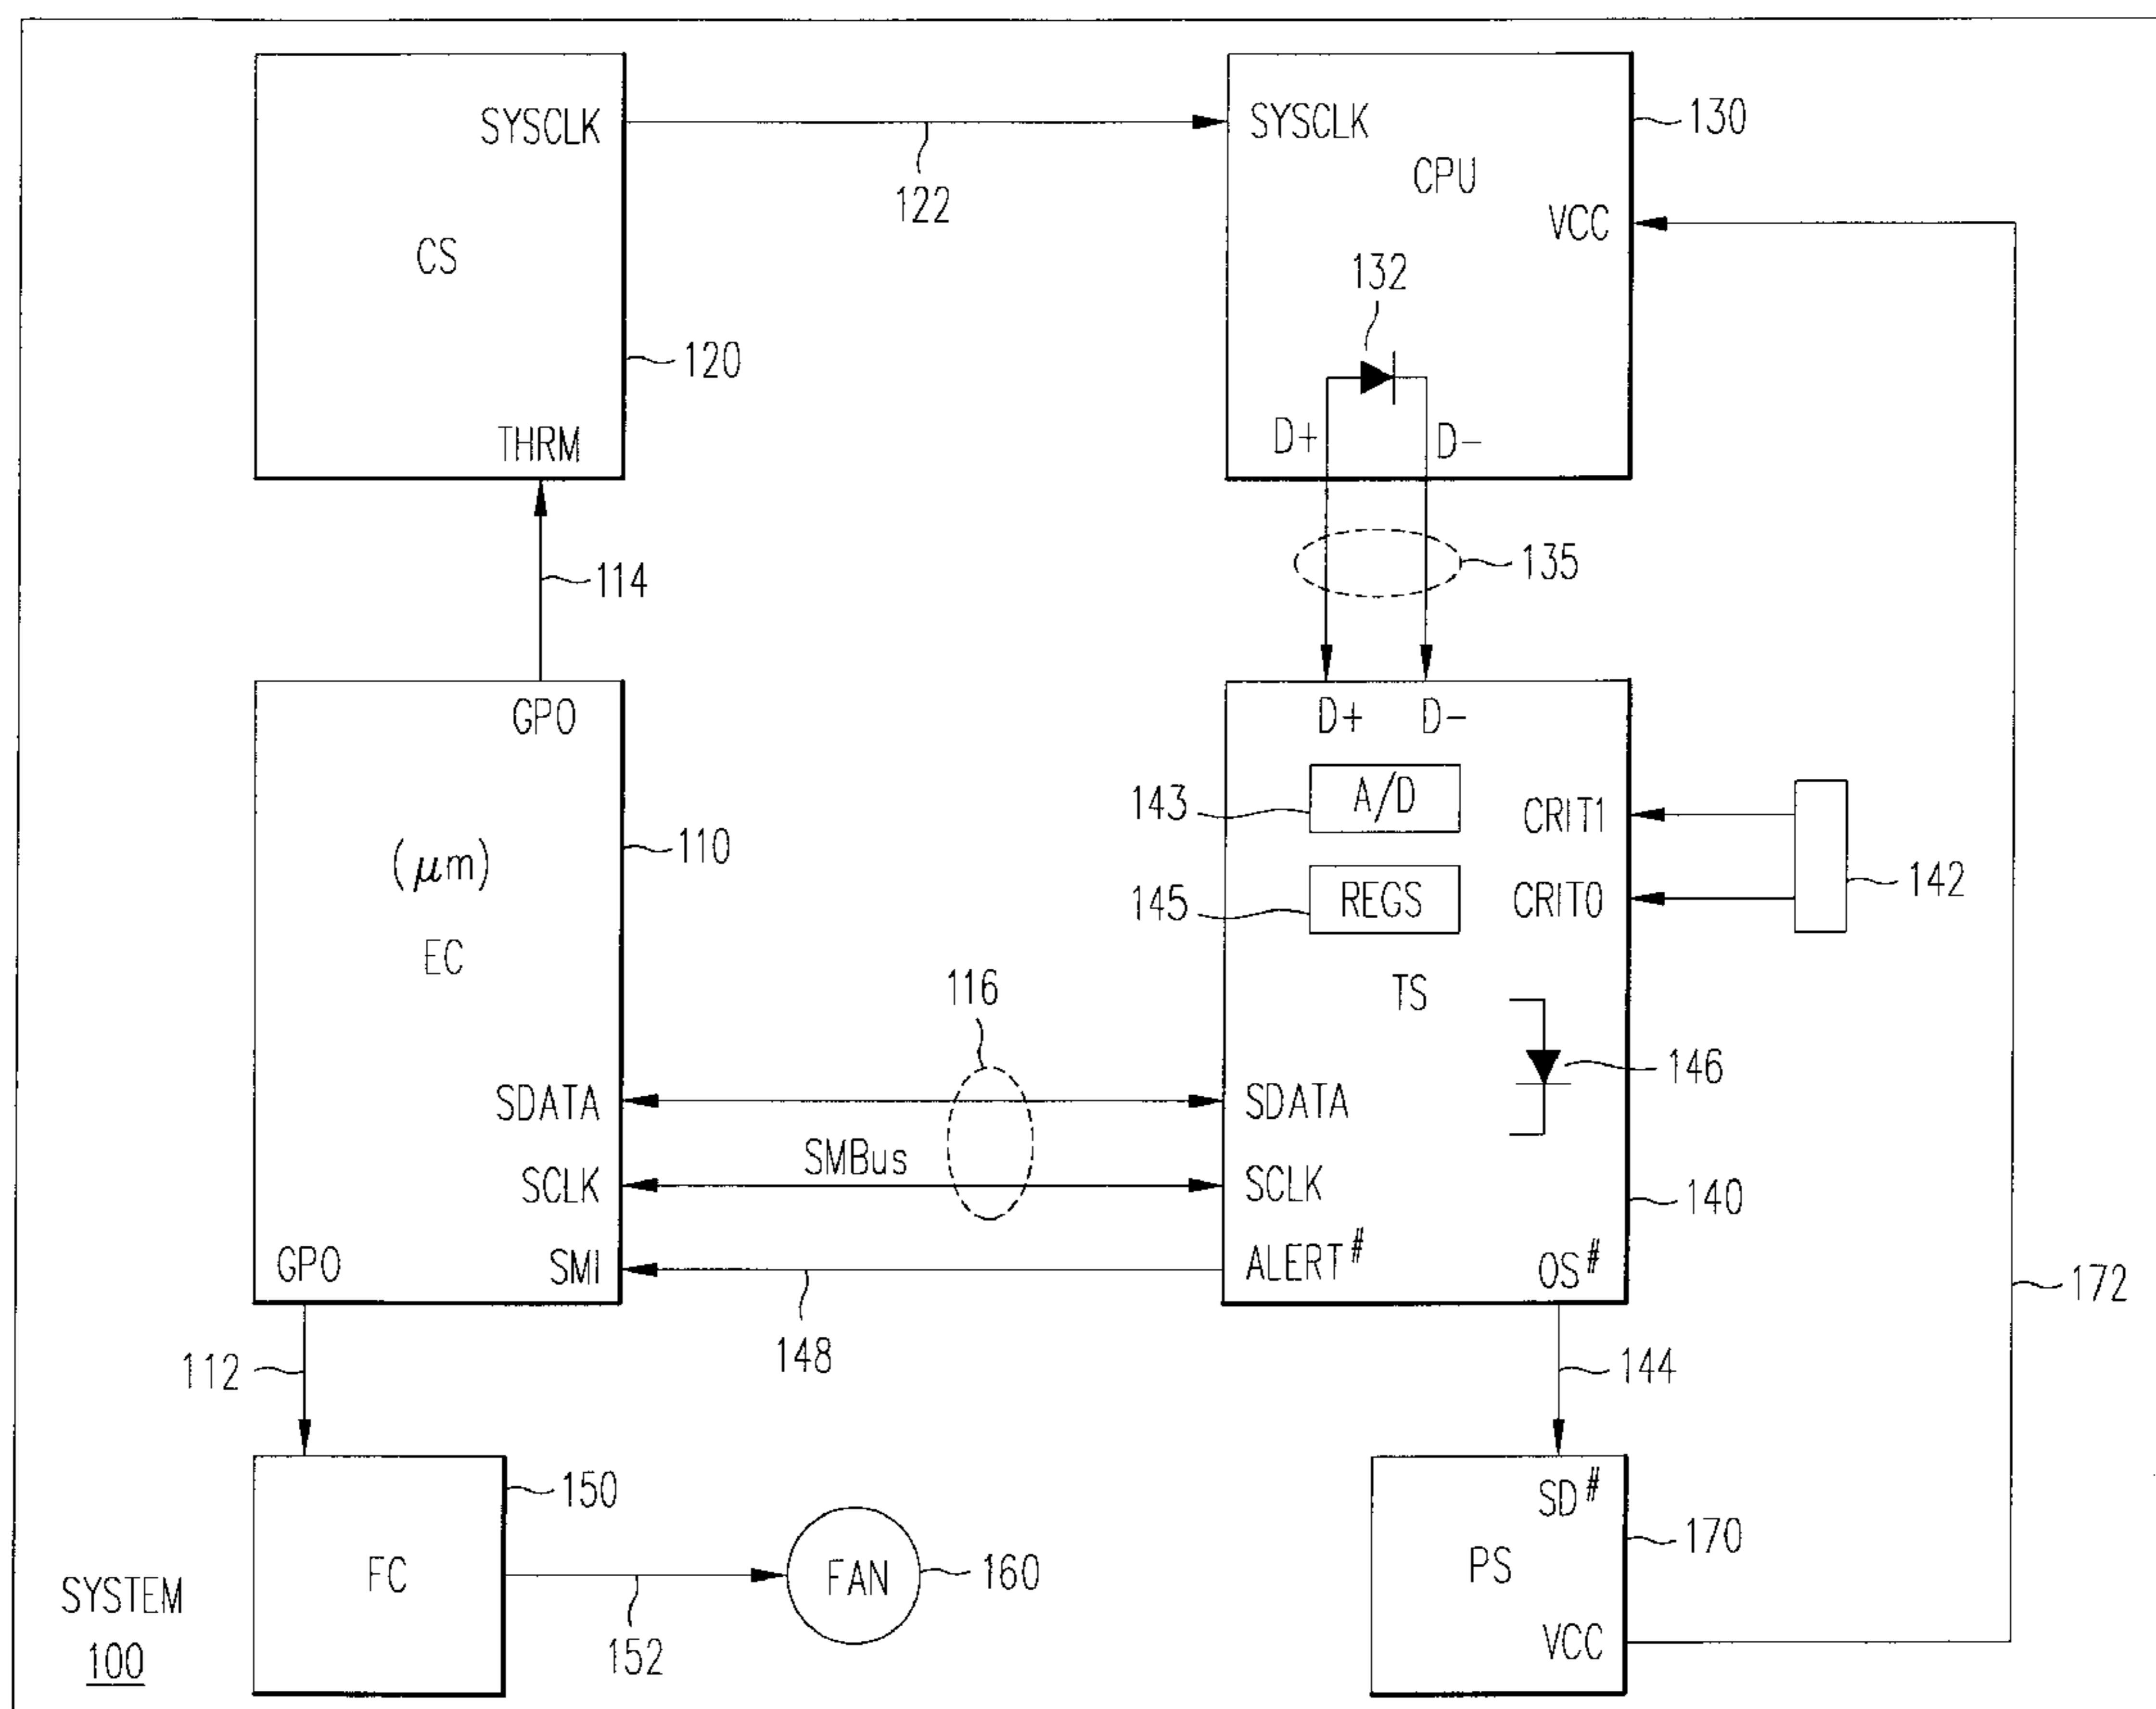 SYSCLK
CS
120
THRM
122
SYSCLK
CPU
130
VCC
132
D+
D−
114
135
GPO
(μm)
EC
110
SDATA
SCLK
SMI
GPO
116
SMBus
148
D+
D−
143
A/D
145
REGS
TS
CRIT1
CRIT0
142
146
SDATA
SCLK
ALERT#
OS#
140
172
112
144
FC
150
152
FAN
160
SD#
PS
170
VCC
SYSTEM
100